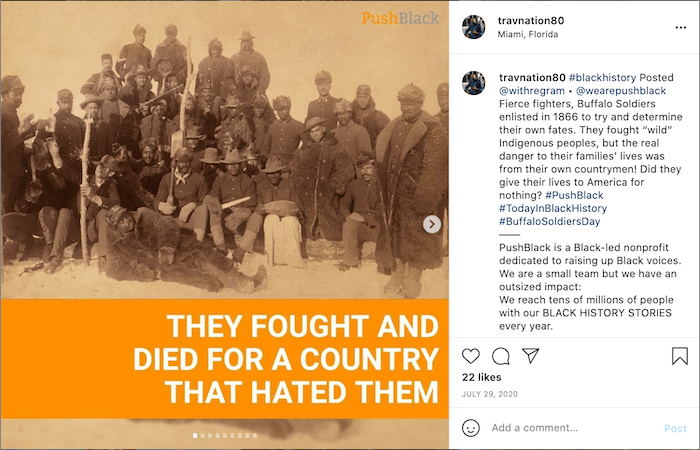 PushBlack
THEY FOUGHT AND
DIED FOR A COUNTRY
THAT HATED THEM
travnation80
Miami, Florida
travnation80 #blackhistory Posted
@withregram • @wearepushblack
Fierce fighters, Buffalo Soldiers
enlisted in 1866 to try and determine
their own fates. They fought “wild”
Indigenous peoples, but the real
danger to their families’ lives was
from their own countrymen! Did they
give their lives to America for
nothing? #PushBlack
#TodayInBlackHistory
#BuffaloSoldiersDay
PushBlack is a Black-led nonprofit
dedicated to raising up Black voices.
We are a small team but we have an
outsized impact:
We reach tens of millions of people
with our BLACK HISTORY STORIES
every year.
22 likes
JULY 29, 2020
Add a comment...
Post